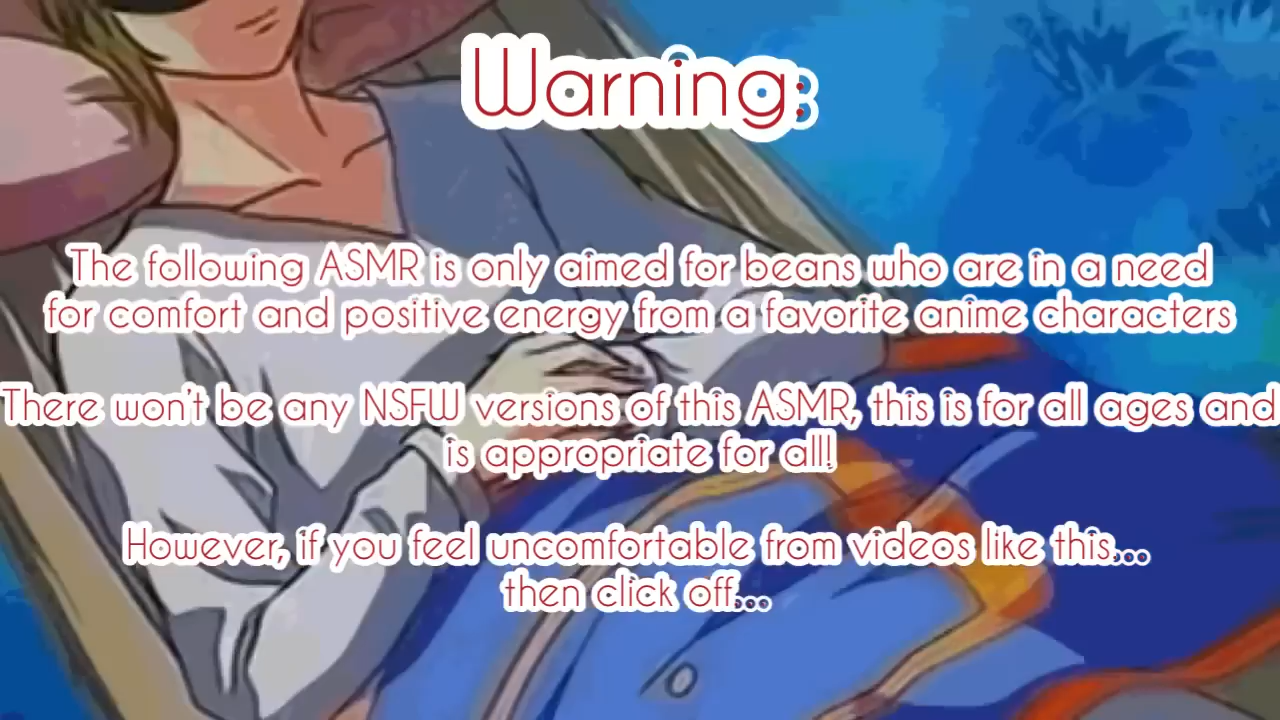 Warning:
The following ASMR is only aimed for beans who are in a need
for comfort and positive energy from a favorite anime characters
There won't be any NSFW versions of this ASMR, this is for all ages and
is appropriate for all!
However, if you feel uncomfortable from videos like this...
then click off...